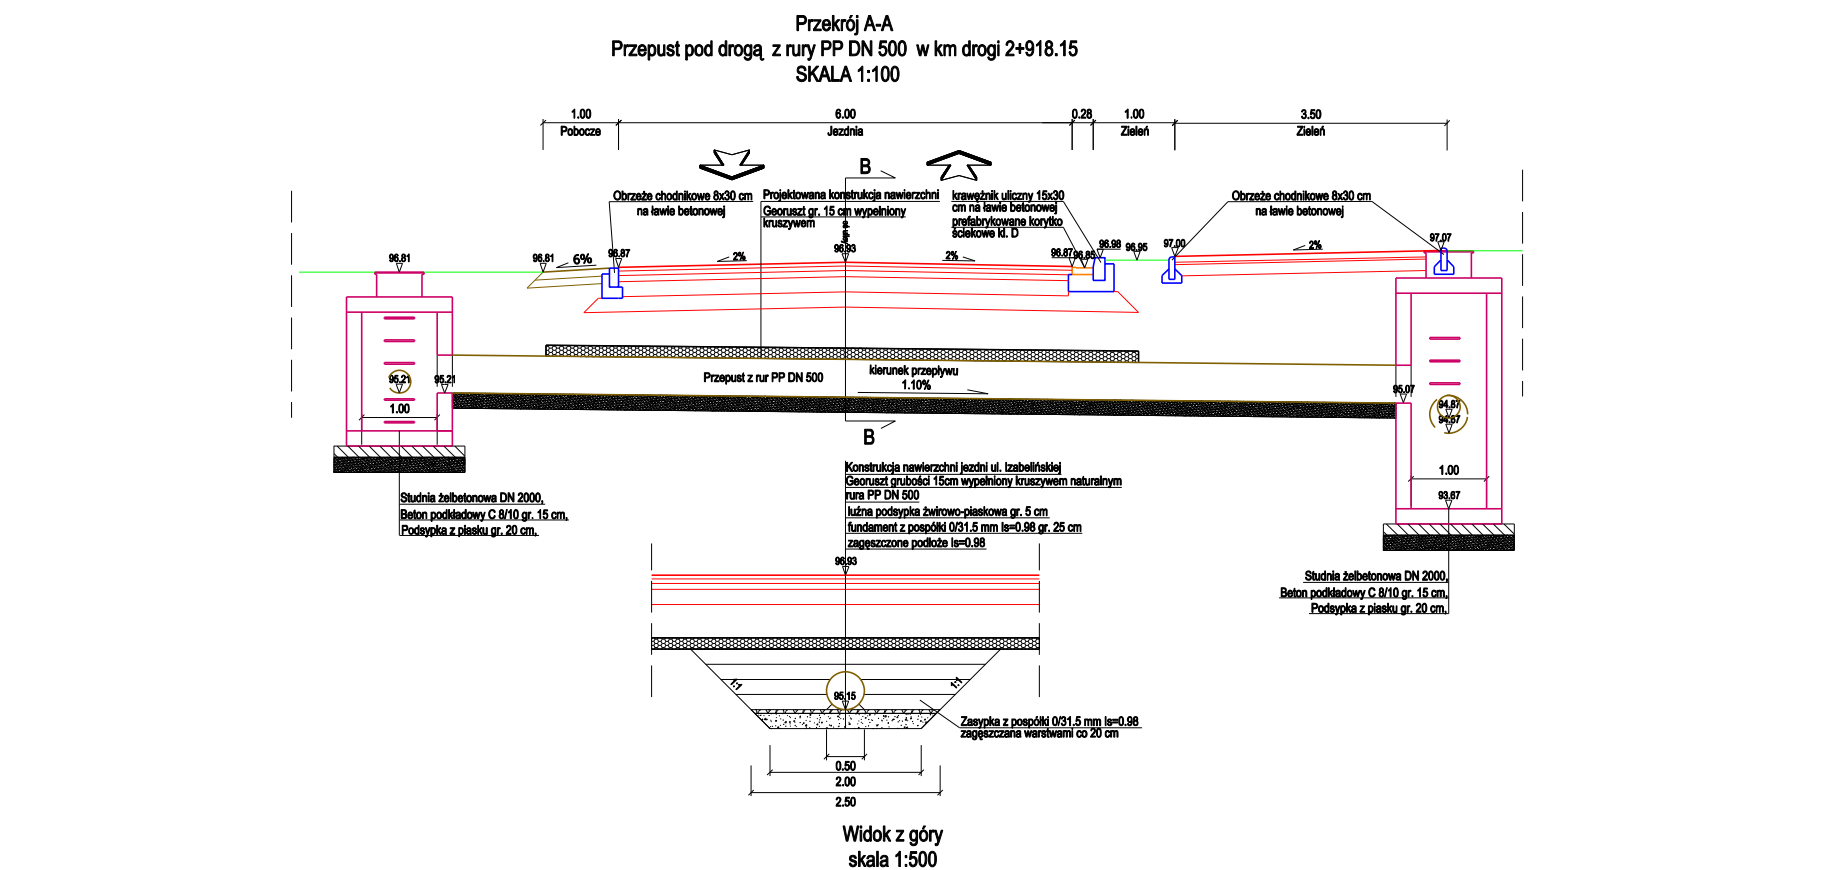 Przekrój A-A
Przepust pod drogą z rury PP DN 500 w km drogi 2+918.15
SKALA 1:100
1.00
6.00
0.28
1.00
3.50
Pobocze
Jezdnia
Zieleń
Zieleń
B
Obrzeże chodnikowe 8x30 cm
na ławie betonowej
Projektowana konstrukcja nawierzchni
Georuszt gr. 15 cm wypełniony
kruszywem
krawężnik uliczny 15x30
cm na ławie betonowej
prefabrykowane korytko
ściekowe kl. D
Obrzeże chodnikowe 8x30 cm
na ławie betonowej
96.81
96.81
6%
96.87
2%
96.93
2%
96.87
96.85
96.98
96.95
97.00
2%
97.07
Przepust z rur PP DN 500
kierunek przepływu
1.10%
95.21
95.21
1.00
95.07
94.87
94.67
1.00
93.67
B
Konstrukcja nawierzchni jezdni ul. Izabelińskiej
Georuszt grubości 15cm wypełniony kruszywem naturalnym
rura PP DN 500
luźna podsypka żwirowo-piaskowa gr. 5 cm
fundament z pospółki 0/31.5 mm Is=0.98 gr. 25 cm
zagęszczone podłoże Is=0.98
Studnia żelbetonowa DN 2000,
Beton podkładowy C 8/10 gr. 15 cm,
Podsypka z piasku gr. 20 cm,
Studnia żelbetonowa DN 2000,
Beton podkładowy C 8/10 gr. 15 cm,
Podsypka z piasku gr. 20 cm,
96.93
1:1
1:1
95.15
Zasypka z pospółki 0/31.5 mm Is=0.98
zagęszczana warstwami co 20 cm
0.50
2.00
2.50
Widok z góry
skala 1:500